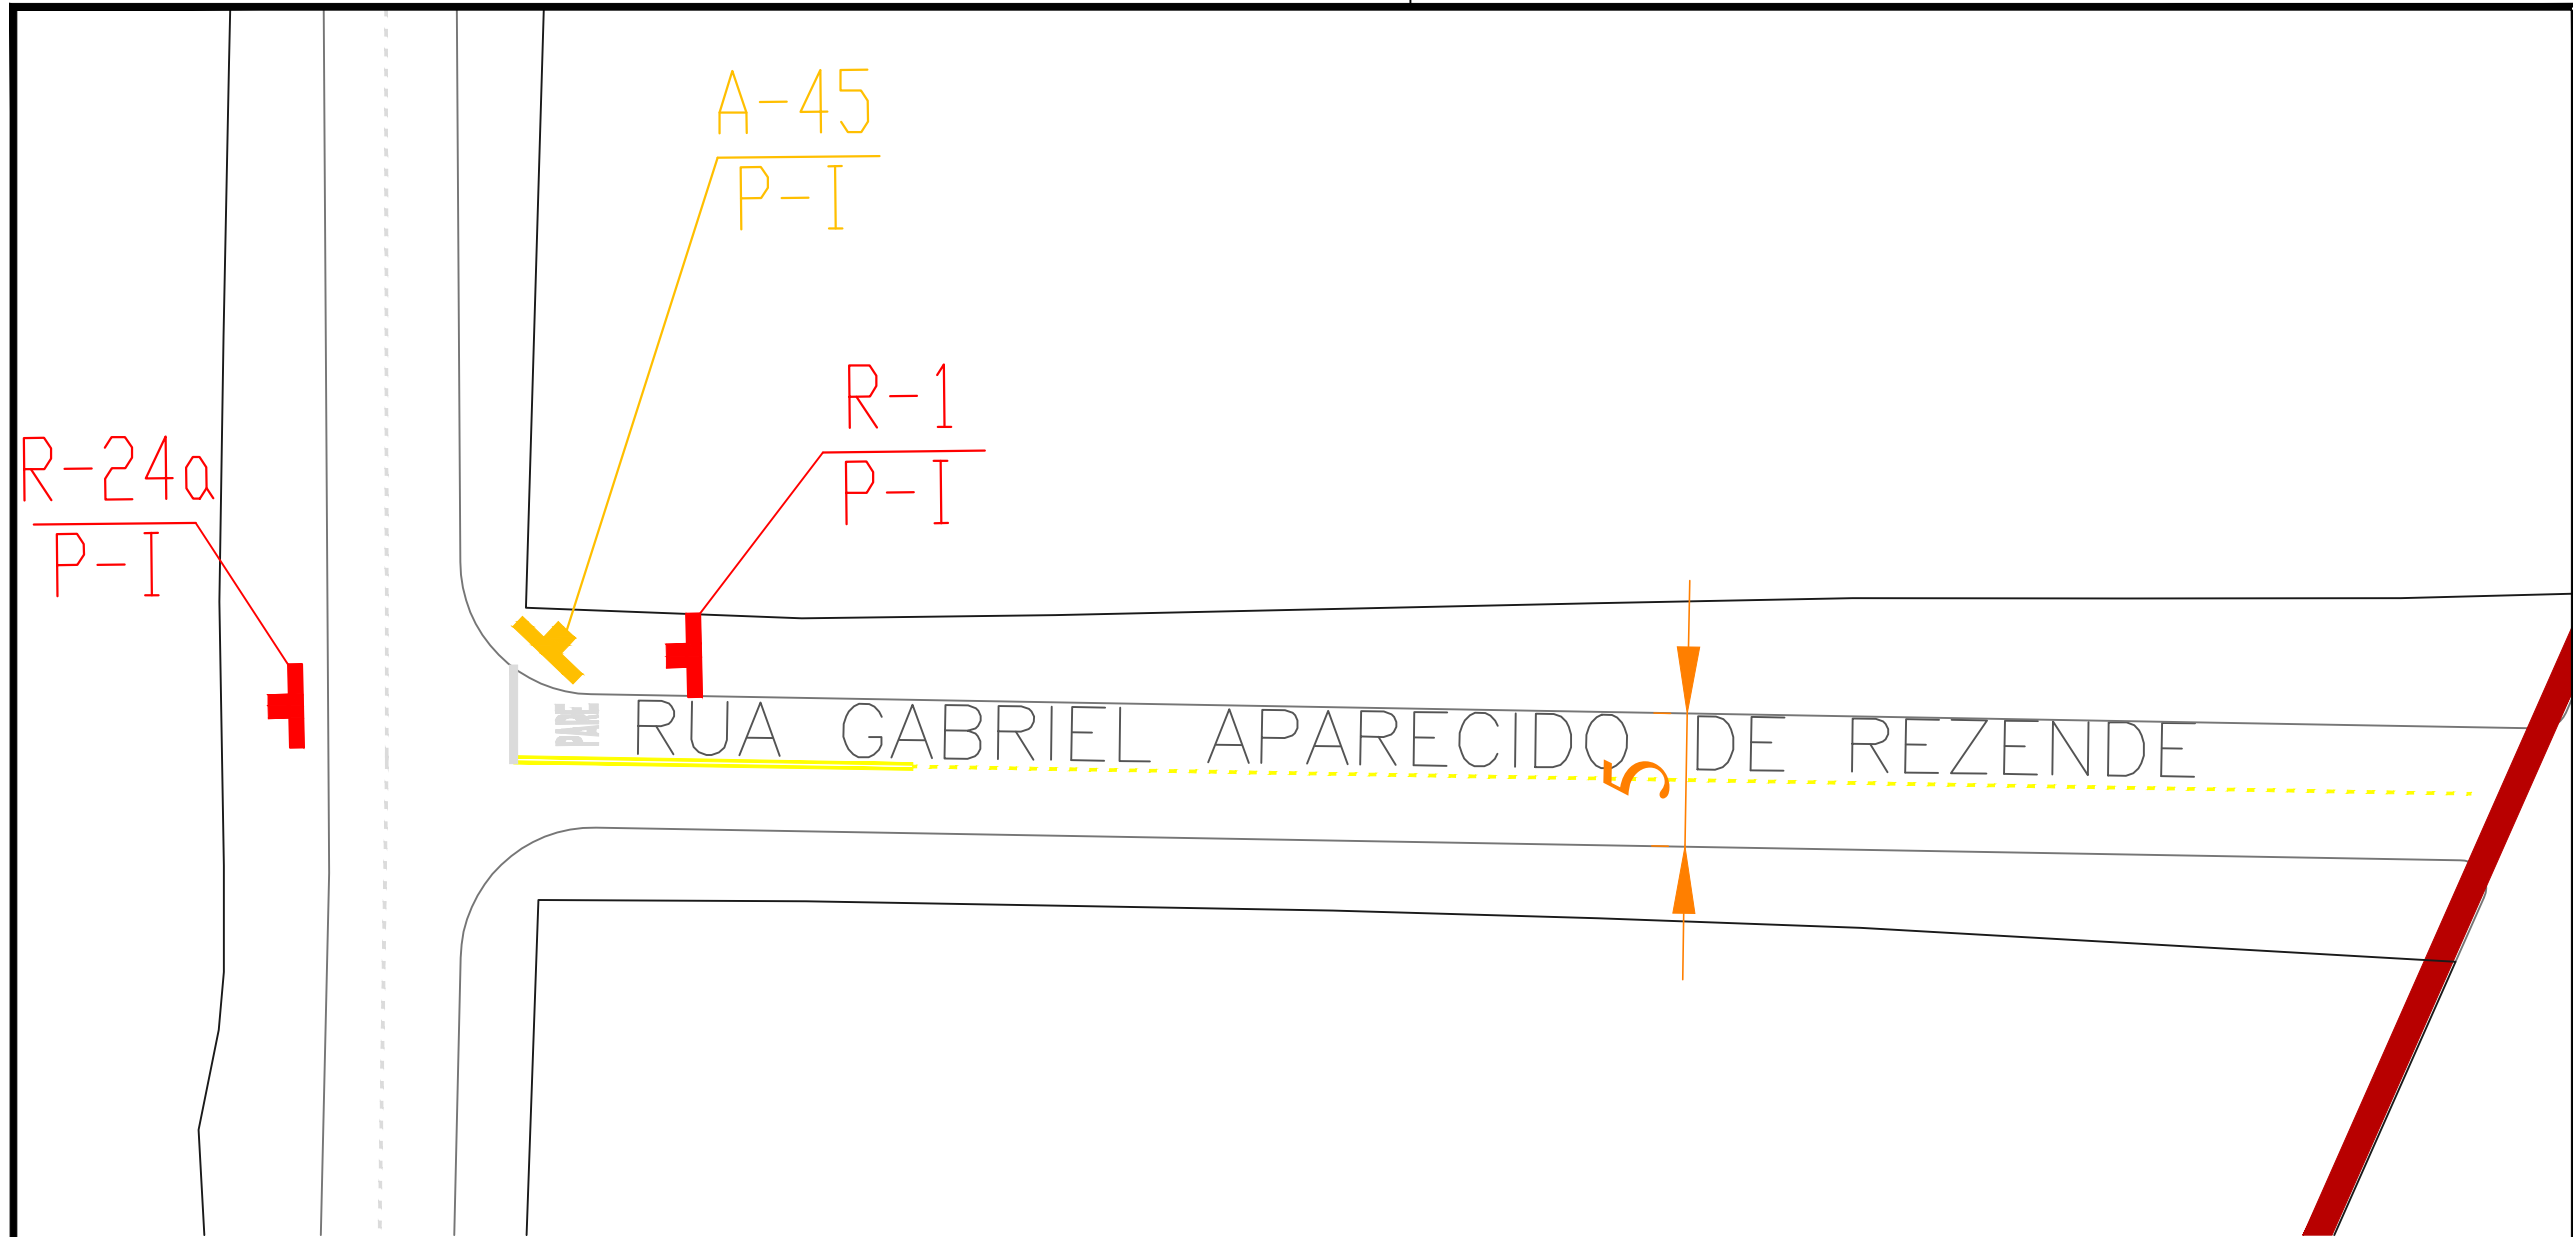 A-45
P-I
R-1
P-I
R-24a
P-I
PARE
RUA GABRIEL APARECIDO DE REZENDE
5